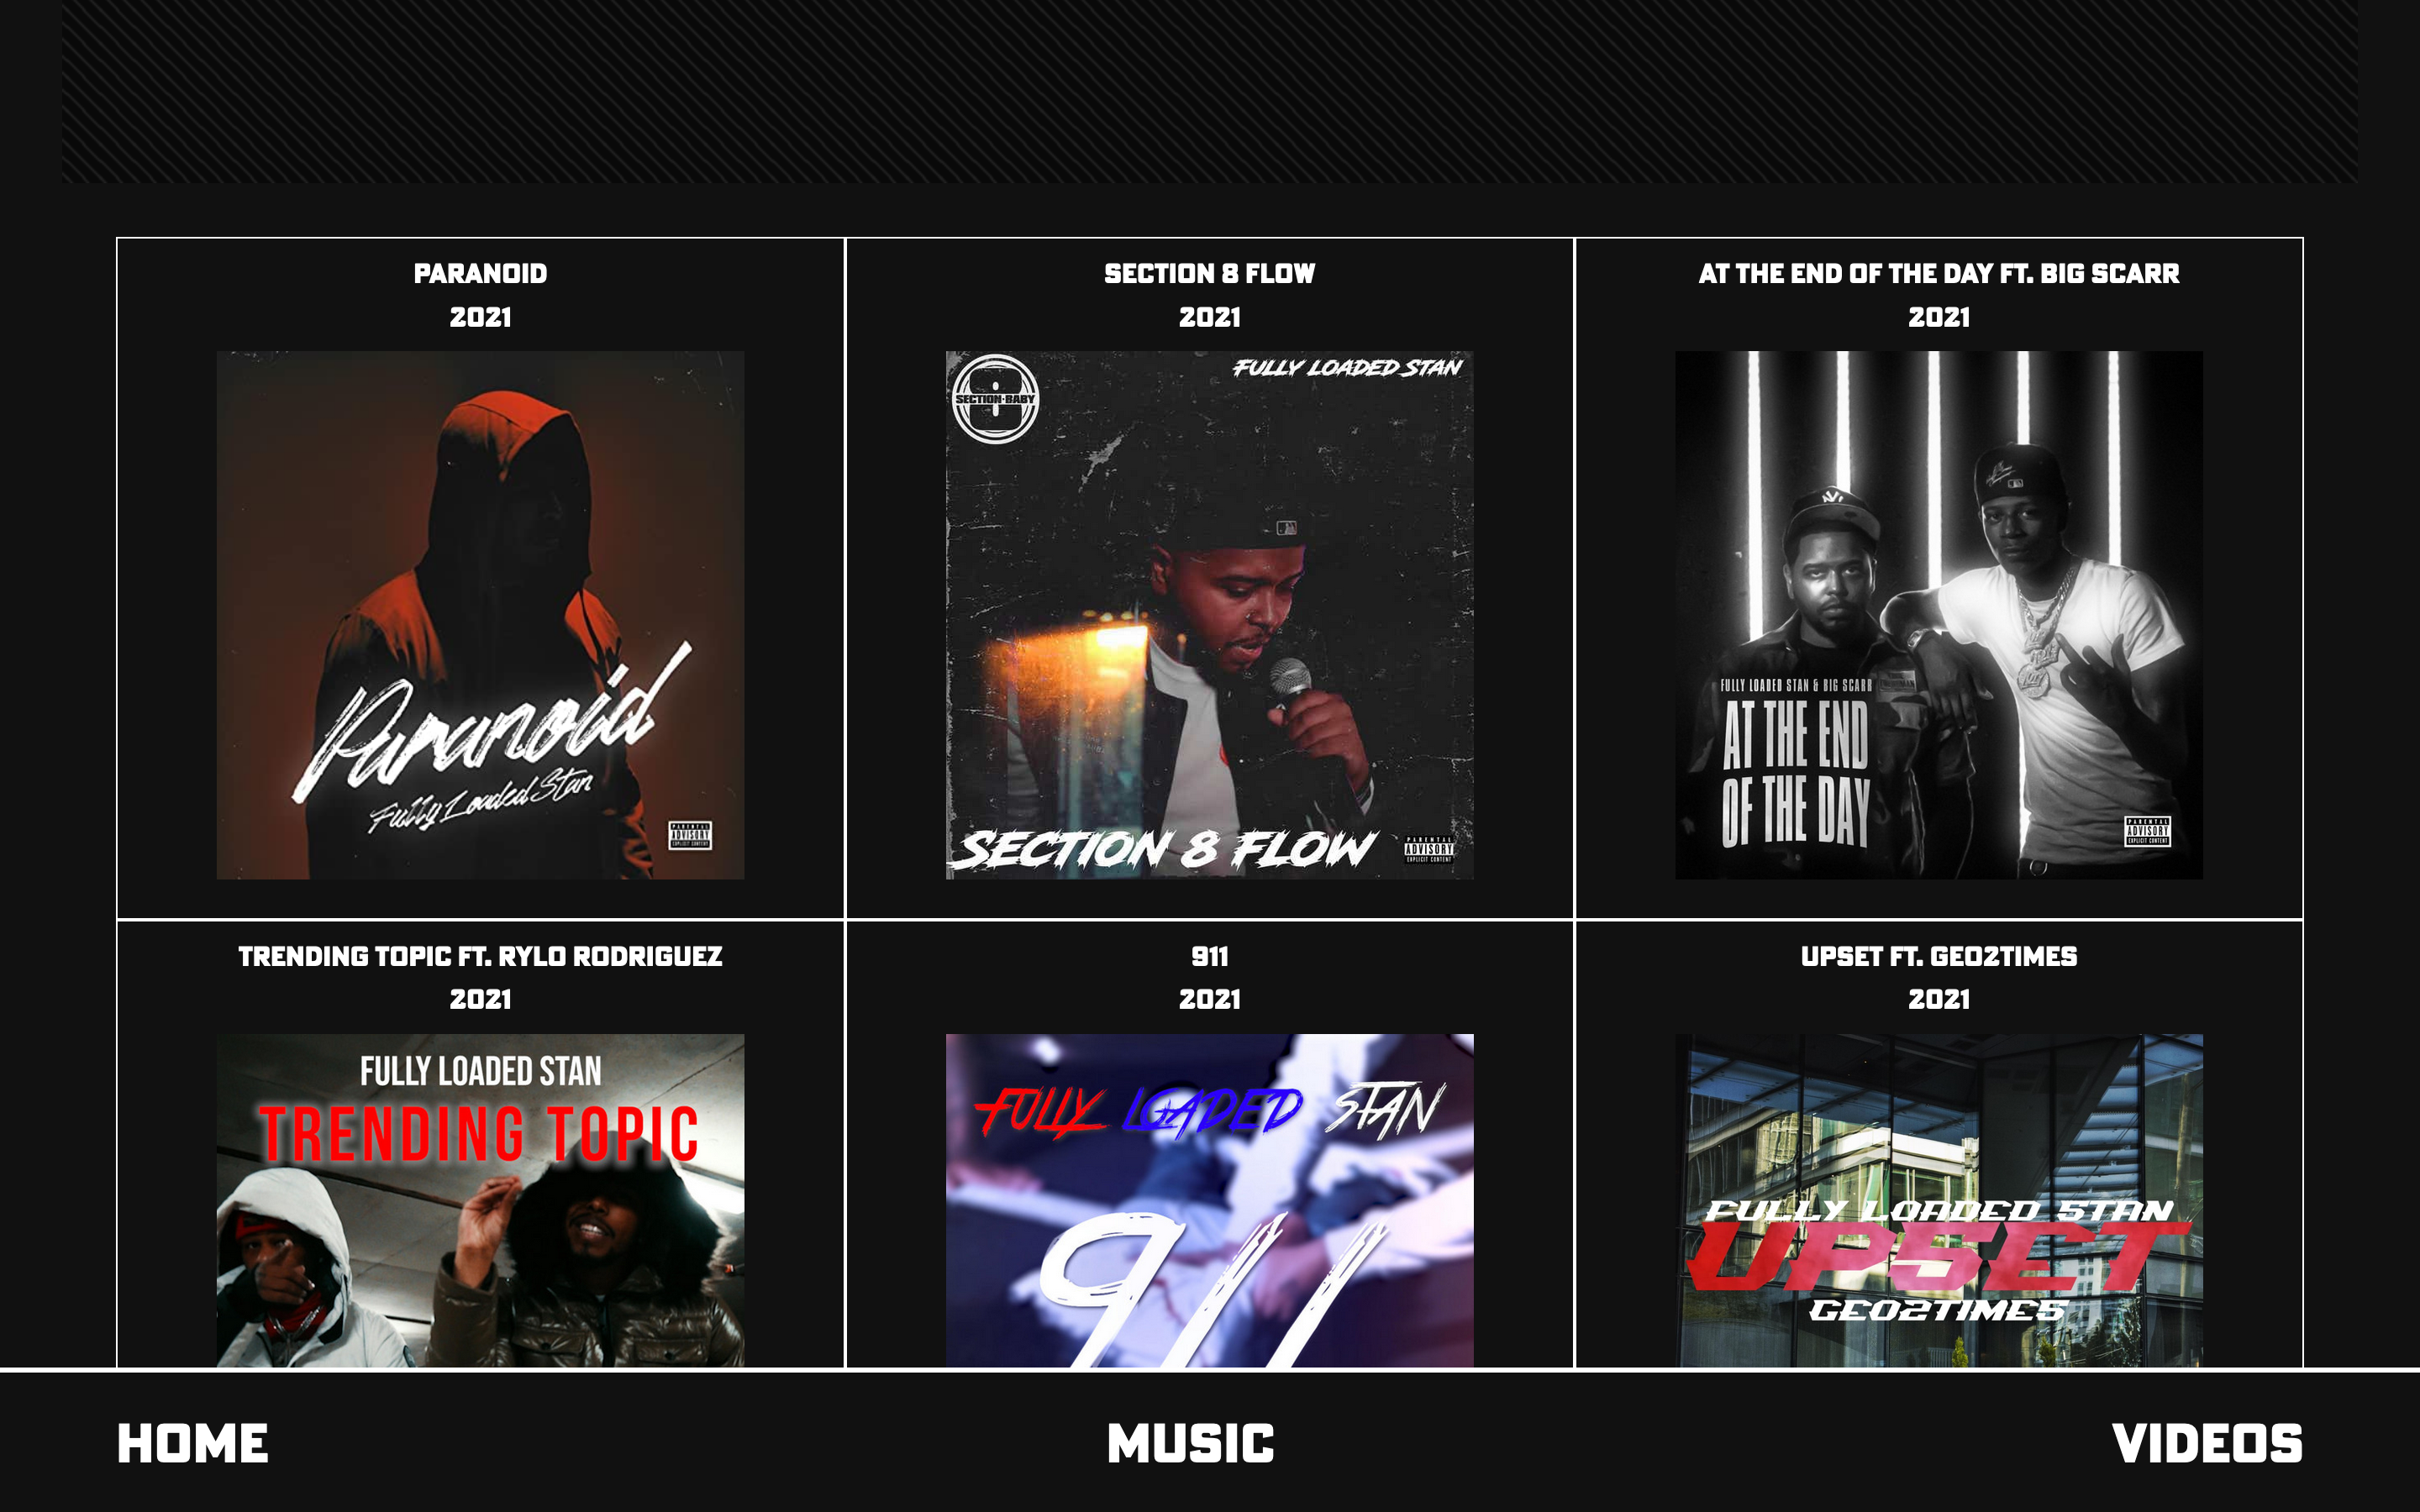 PARANOID
2021
Paranoid
Fully Loaded Stan
PARENTAL
ADVISORY
EXPLICIT CONTENT
SECTION 8 FLOW
2021
8
SECTION BABY
FULLY LOADED STAN
SECTION 8 FLOW
PARENTAL
ADVISORY
EXPLICIT CONTENT
AT THE END OF THE DAY FT. BIG SCARR
2021
FULLY LOADED STAN & BIG SCARR
AT THE END
OF THE DAY
PARENTAL
ADVISORY
EXPLICIT CONTENT
TRENDING TOPIC FT. RYLO RODRIGUEZ
2021
FULLY LOADED STAN
TRENDING TOPIC
911
2021
FULLY LOADED STAN
911
UPSET FT. GEO2TIMES
2021
FULLY LOADED STAN
UPSET
GEO2TIMES
HOME
MUSIC
VIDEOS